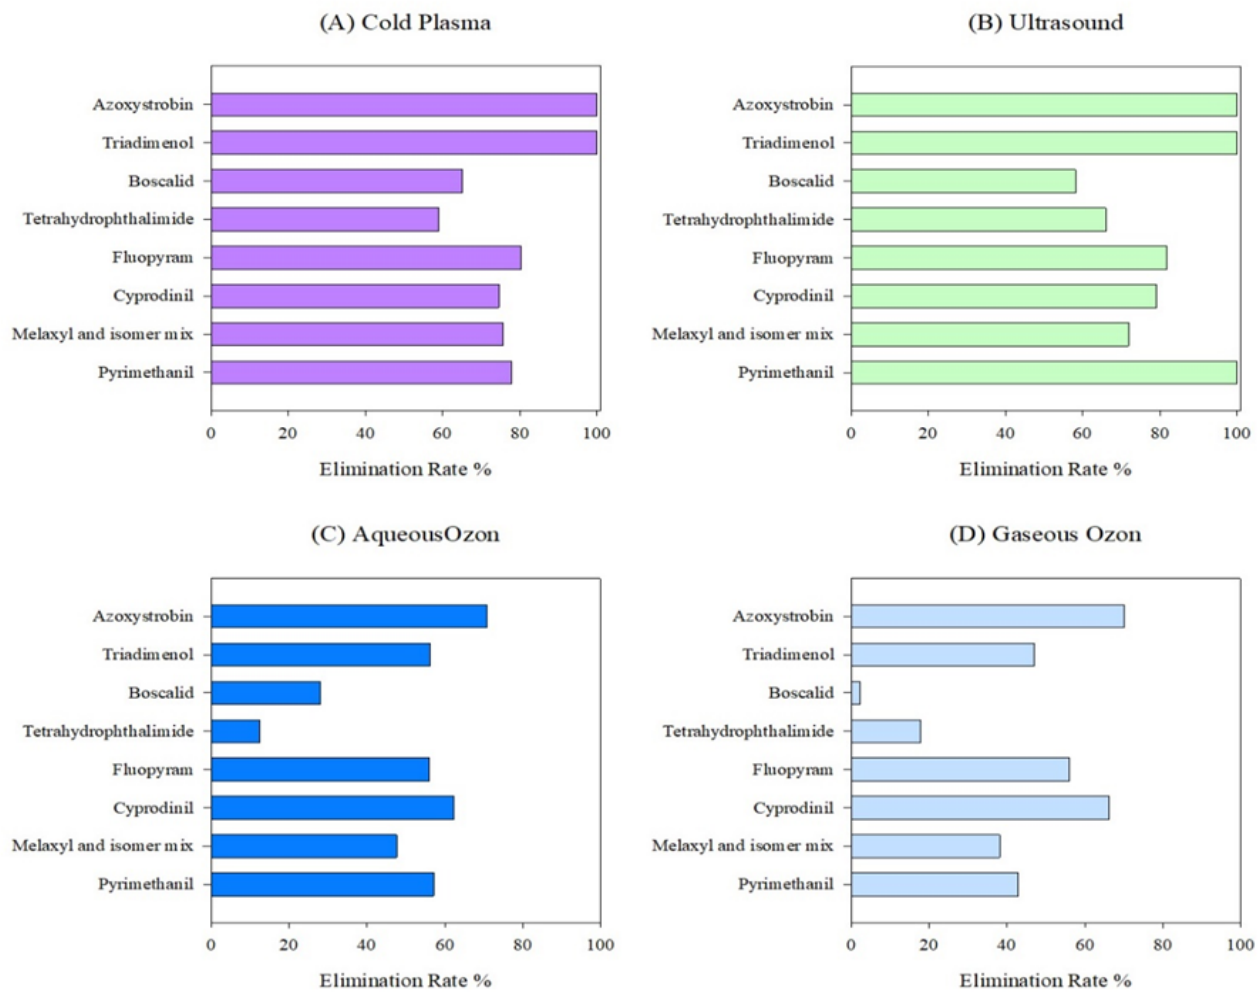 (A) Cold Plasma
Azoxystrobin
Triadimenol
Boscalid
Tetrahydrophthalimide
Fluopyram
Cyprodinil
Melaxyl and isomer mix
Pyrimethanil
0 20 40 60 80 100
Elimination Rate %
(B) Ultrasound
Azoxystrobin
Triadimenol
Boscalid
Tetrahydrophthalimide
Fluopyram
Cyprodinil
Melaxyl and isomer mix
Pyrimethanil
0 20 40 60 80 100
Elimination Rate %
(C) AqueousOzon
Azoxystrobin
Triadimenol
Boscalid
Tetrahydrophthalimide
Fluopyram
Cyprodinil
Melaxyl and isomer mix
Pyrimethanil
0 20 40 60 80 100
Elimination Rate %
(D) Gaseous Ozon
Azoxystrobin
Triadimenol
Boscalid
Tetrahydrophthalimide
Fluopyram
Cyprodinil
Melaxyl and isomer mix
Pyrimethanil
0 20 40 60 80 100
Elimination Rate %